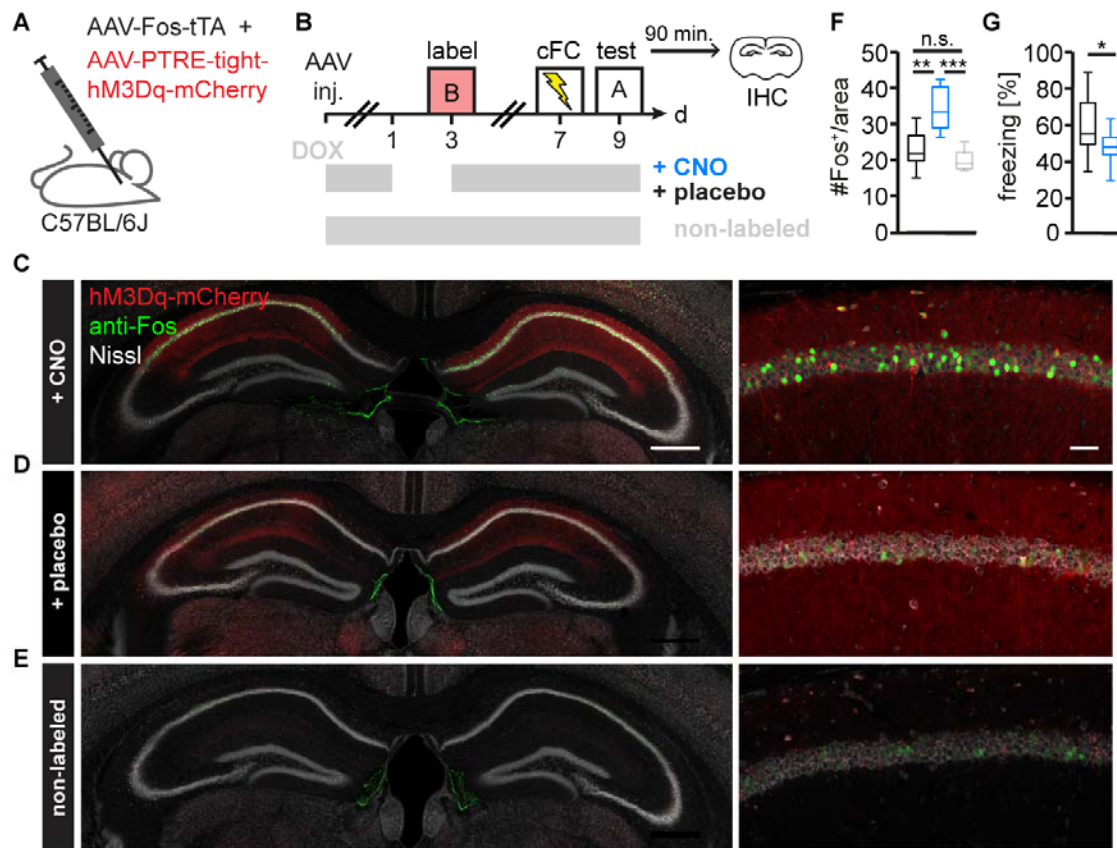 A
AAV-Fos-tTA +
AAV-PTRE-tight-
hM3Dq-mCherry
C57BL/6J
B
AAV
inj.
label
B
cFC
test
A
90 min.
IHC
d
1
3
7
9
DOX
+ CNO
+ placebo
non-labeled
F
#Fos⁺/area
50
40
30
20
10
0
n.s.
** ***
G
freezing [%]
100
80
60
40
20
0
*
C
+ CNO
hM3Dq-mCherry
anti-Fos
Nissl
D
+ placebo
E
non-labeled